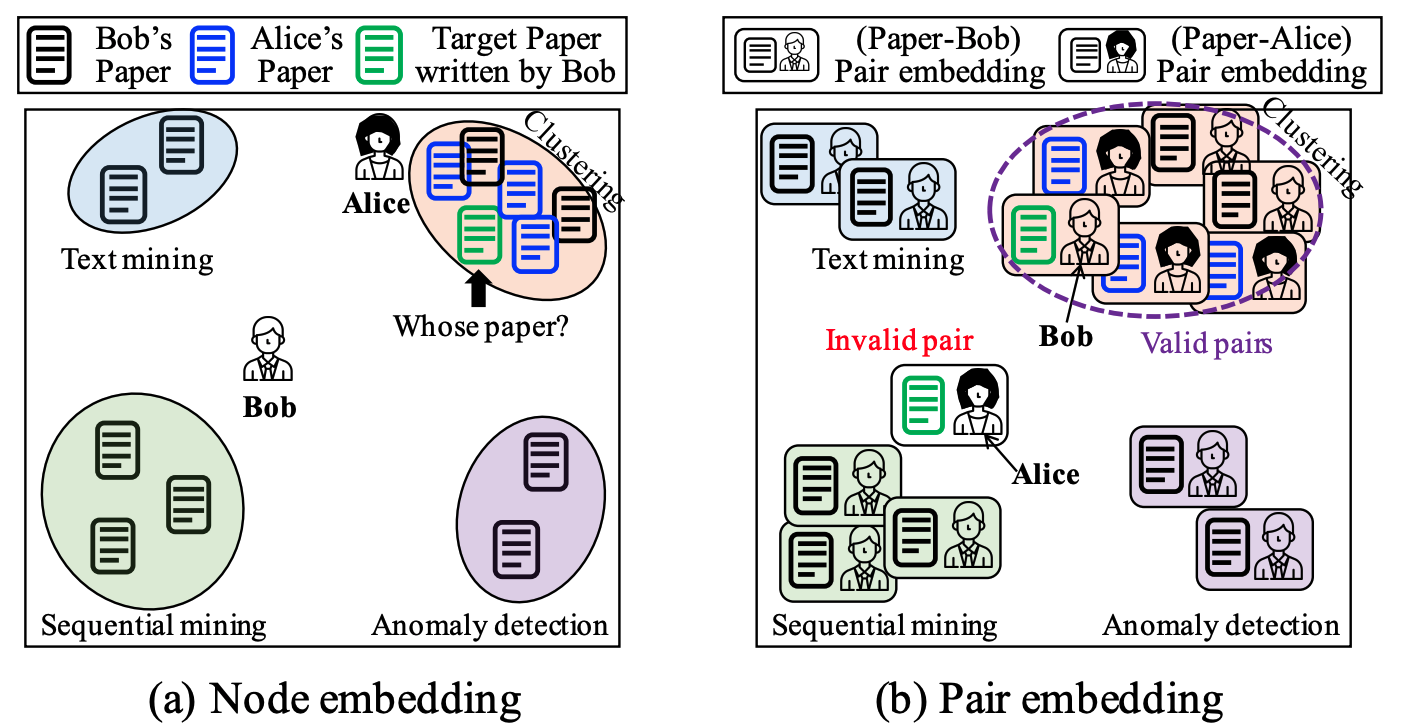 Bob's
Paper
Alice's
Paper
Target Paper
written by Bob
Text mining
Alice
Clustering
Whose paper?
Bob
Sequential mining
Anomaly detection
(a) Node embedding
(Paper-Bob)
Pair embedding
(Paper-Alice)
Pair embedding
Clustering
Text mining
Bob
Invalid pair
Valid pairs
Alice
Sequential mining
Anomaly detection
(b) Pair embedding